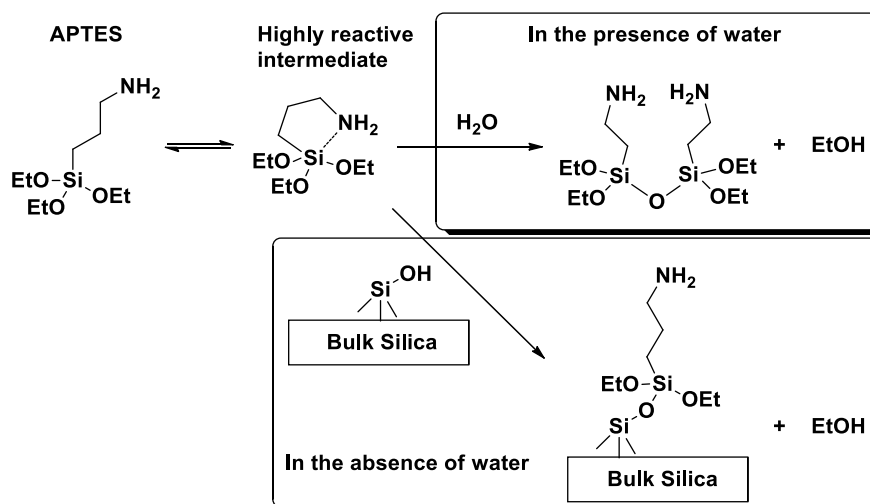 APTES
Highly reactive
intermediate
In the presence of water
NH2
NH2
H2N
H2O
+ EtOH
EtO Si OEt
EtO
Si
EtO OEt
EtO
EtO Si Si OEt
EtO O OEt
Si OH
Bulk Silica
NH2
EtO Si
O OEt
Si
+ EtOH
In the absence of water
Bulk Silica